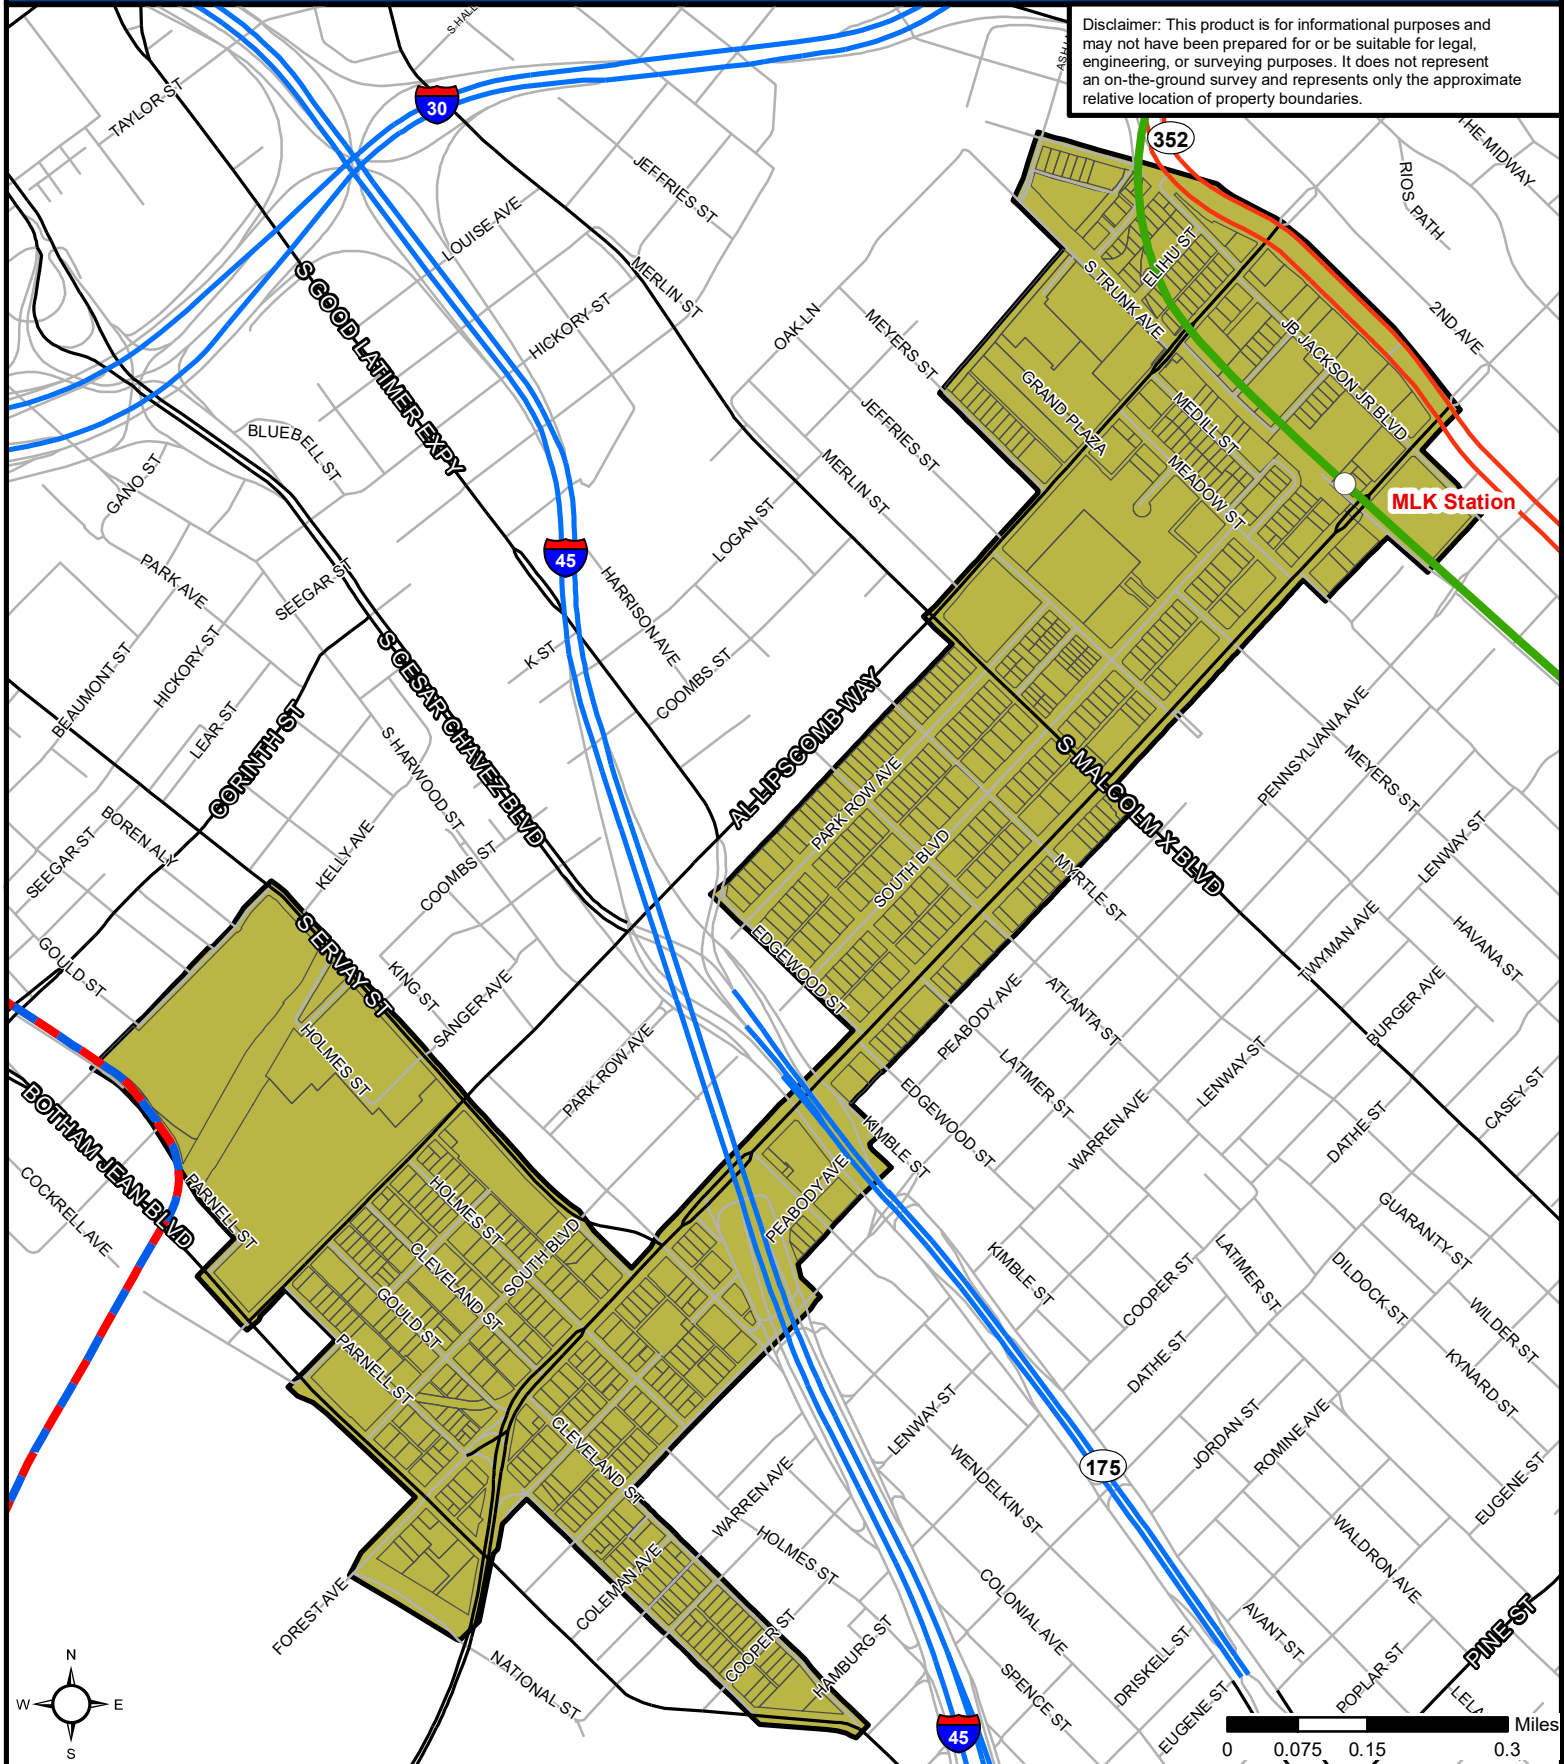 Disclaimer: This product is for informational purposes and
may not have been prepared for or be suitable for legal,
engineering, or surveying purposes. It does not represent
an on-the-ground survey and represents only the approximate
relative location of property boundaries.
30
352
TAYLOR ST
THE MIDWAY
RIOS PATH
JEFFRIES ST
LOUISE AVE
MERLIN ST
S GOOD LATIMER EXPY
HICKORY ST
OAK LN
MEYERS ST
S TRUNK AVE
ELIHU ST
2ND AVE
JB JACKSON JR BLVD
GRAND PLAZA
MEDILL ST
MEADOW ST
MLK Station
JEFFRIES ST
MERLIN ST
BLUEBELL ST
GANO ST
LOGAN ST
45
PARK AVE
SEEGAR ST
HARRISON AVE
K ST
COOMBS ST
BEAUMONT ST
HICKORY ST
LEAR ST
CORINTH ST
S CESAR CHAVEZ BLVD
S HARWOOD ST
AL LIPSCOMB WAY
S MALCOLM X BLVD
PENNSYLVANIA AVE
MEYERS ST
LENWAY ST
PARK ROW AVE
SOUTH BLVD
MYRTLE ST
BOREN ALY
SEEGAR ST
KELLY AVE
COOMBS ST
GOULD ST
S ERVAY ST
KING ST
SANGER AVE
EDGEWOOD ST
TWYMAN AVE
HAVANA ST
BURGER AVE
PEABODY AVE
ATLANTA ST
HOLMES ST
PARK ROW AVE
LATIMER ST
LENWAY ST
CASEY ST
BOTHAM JEAN BLVD
EDGEWOOD ST
KIMBLE ST
WARREN AVE
DATHE ST
COCKRELL AVE
PARNELL ST
HOLMES ST
SOUTH BLVD
PEABODY AVE
GUARANTY ST
CLEVELAND ST
KIMBLE ST
COOPER ST
LATIMER ST
DILDOCK ST
WILDER ST
GOULD ST
PARNELL ST
DATHE ST
KYNARD ST
LENWAY ST
JORDAN ST
ROMINE AVE
CLEVELAND ST
WARREN AVE
WENDELKIN ST
175
EUGENE ST
HOLMES ST
WALDRON AVE
COLEMAN AVE
FOREST AVE
COLONIAL AVE
AVANT ST
PINE ST
COOPER ST
HAMBURG ST
DRISKELL ST
NATIONAL ST
SPENCE ST
EUGENE ST
POPLAR ST
45
N
W
E
S
Miles
0 0.075 0.15 0.3